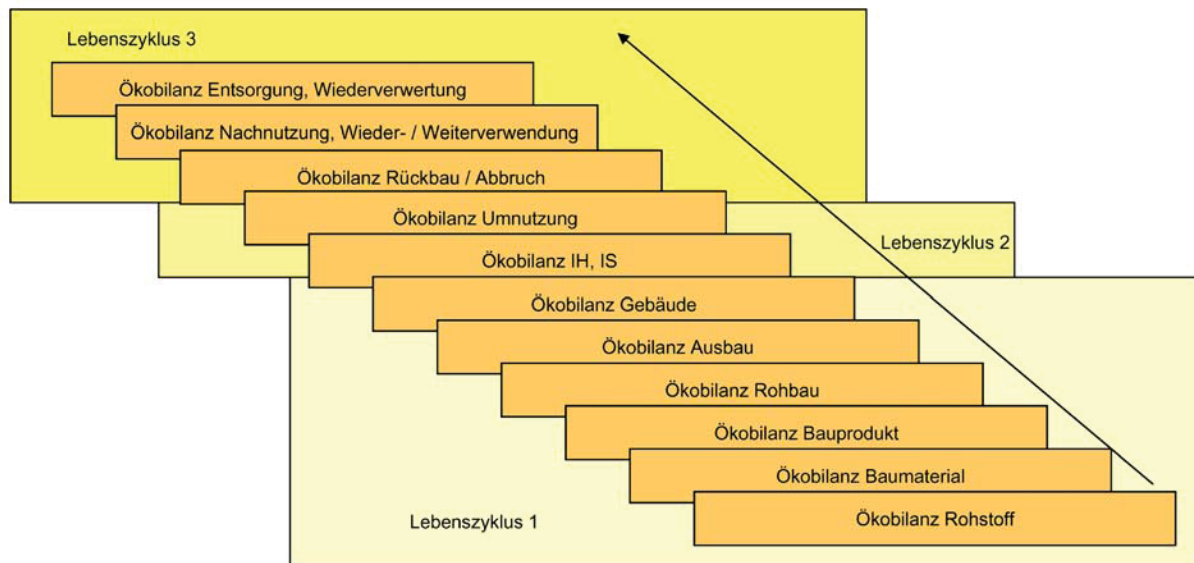 Lebenszyklus 3
Ökobilanz Entsorgung, Wiederverwertung
Ökobilanz Nachnutzung, Wieder- / Weiterverwendung
Ökobilanz Rückbau / Abbruch
Ökobilanz Umnutzung
Lebenszyklus 2
Ökobilanz IH, IS
Ökobilanz Gebäude
Ökobilanz Ausbau
Ökobilanz Rohbau
Ökobilanz Bauprodukt
Ökobilanz Baumaterial
Ökobilanz Rohstoff
Lebenszyklus 1